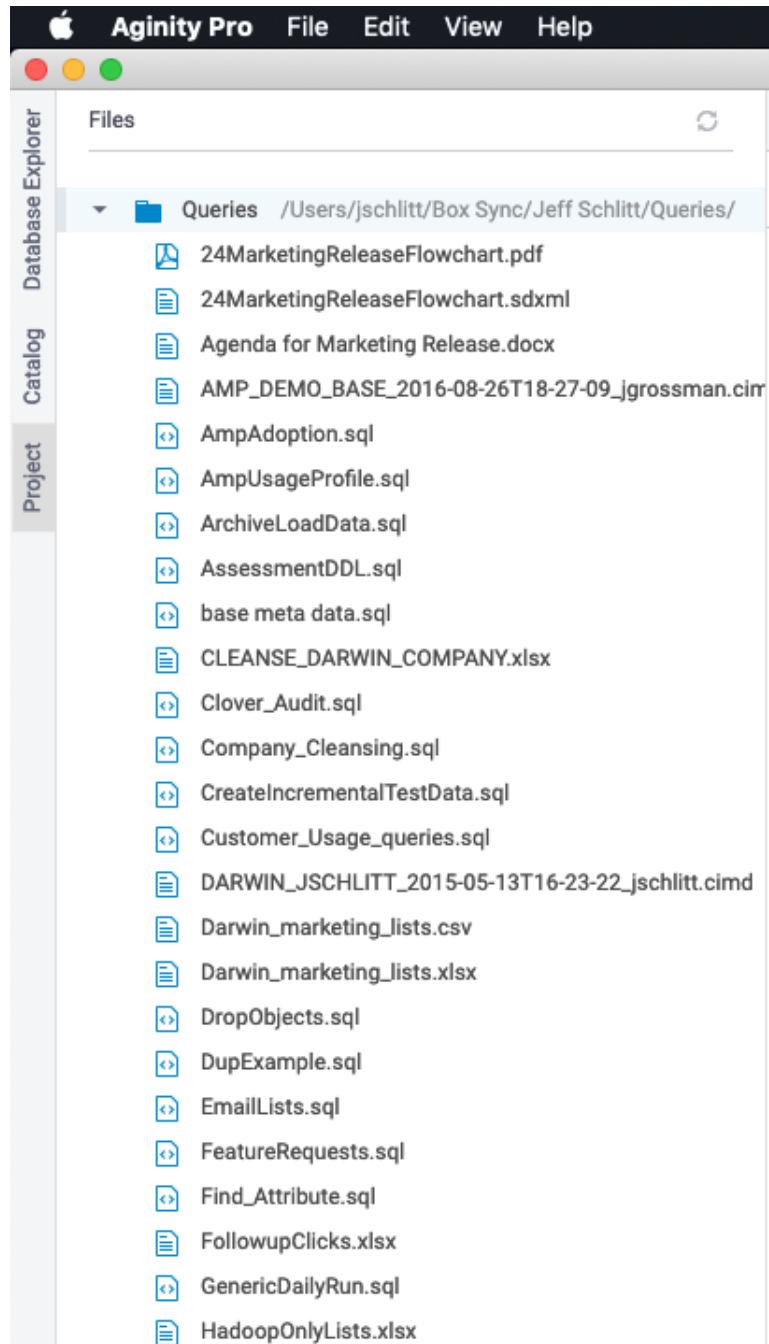 Aginity Pro File Edit View Help
Database Explorer
Catalog
Project
Files
Queries /Users/jschlitt/Box Sync/Jeff Schlitt/Queries/
24MarketingReleaseFlowchart.pdf
24MarketingReleaseFlowchart.sdxml
Agenda for Marketing Release.docx
AMP_DEMO_BASE_2016-08-26T18-27-09_jgrossman.cim
AmpAdoption.sql
AmpUsageProfile.sql
ArchiveLoadData.sql
AssessmentDDL.sql
base meta data.sql
CLEANSE_DARWIN_COMPANY.xlsx
Clover_Audit.sql
Company_Cleansing.sql
CreateIncrementalTestData.sql
Customer_Usage_queries.sql
DARWIN_JSCHLITT_2015-05-13T16-23-22_jschlitt.cimd
Darwin_marketing_lists.csv
Darwin_marketing_lists.xlsx
DropObjects.sql
DupExample.sql
EmailLists.sql
FeatureRequests.sql
Find_Attribute.sql
FollowupClicks.xlsx
GenericDailyRun.sql
HadoopOnlyLists.xlsx